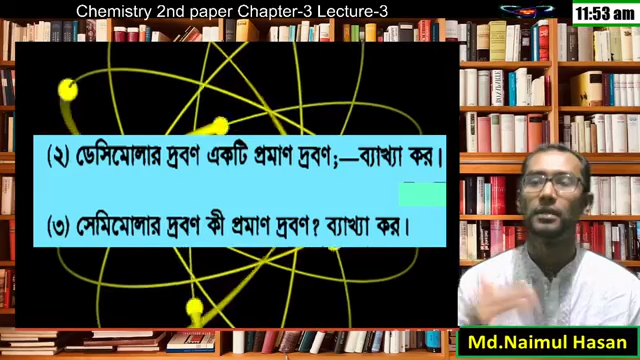 Chemistry 2nd paper Chapter-3 Lecture-3
11:53 am
(২) ডেসিমোলার দ্রবণ একটি প্রমাণ দ্রবণ;—ব্যাখ্যা কর।
(৩) সেমিমোলার দ্রবণ কী প্রমাণ দ্রবণ? ব্যাখ্যা কর।
Md.Naimul Hasan